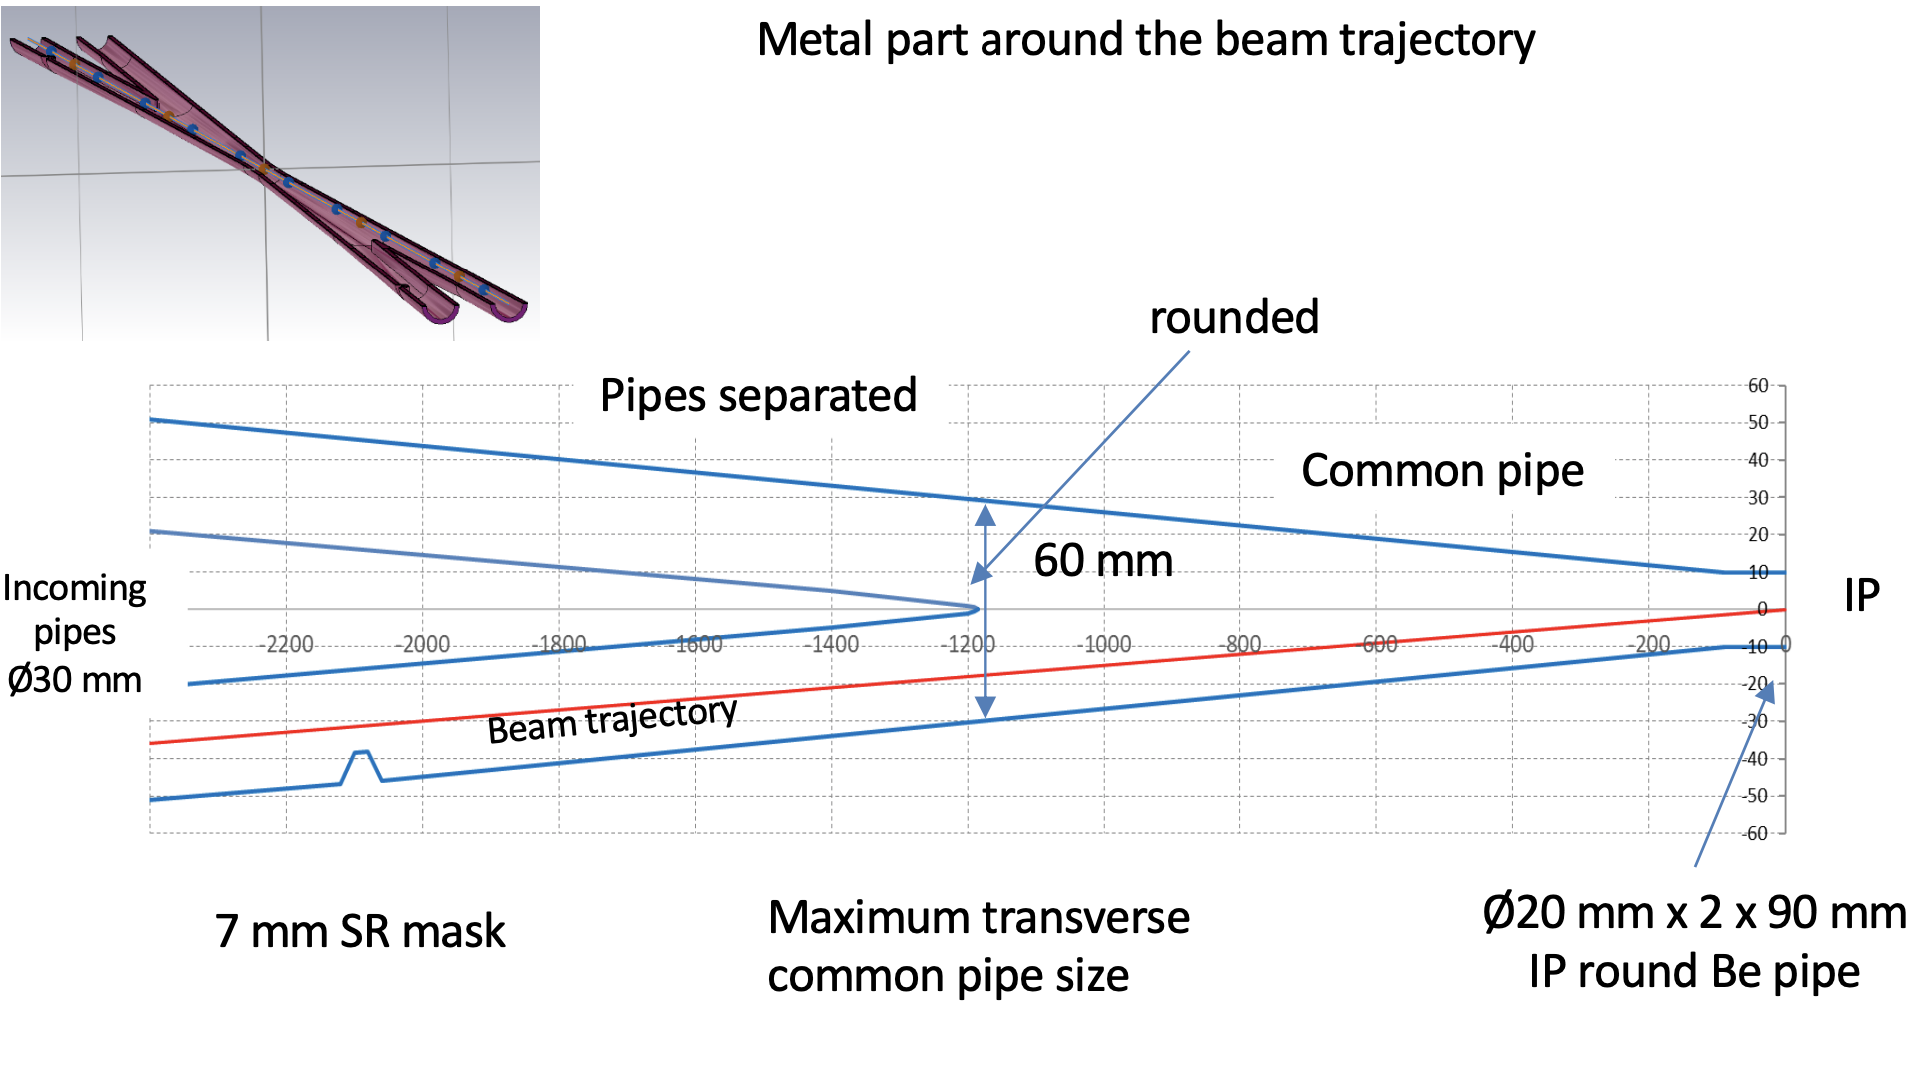 Metal part around the beam trajectory
rounded
Pipes separated
Common pipe
60 mm
Incoming
pipes
Ø30 mm
IP
Beam trajectory
60
50
40
30
20
10
0
-10
-20
-30
-40
-50
-60
-2200 -2000 -1800 -1600 -1400 -1200 -1000 -800 -600 -400 -200 0
7 mm SR mask
Maximum transverse
common pipe size
Ø20 mm x 2 x 90 mm
IP round Be pipe